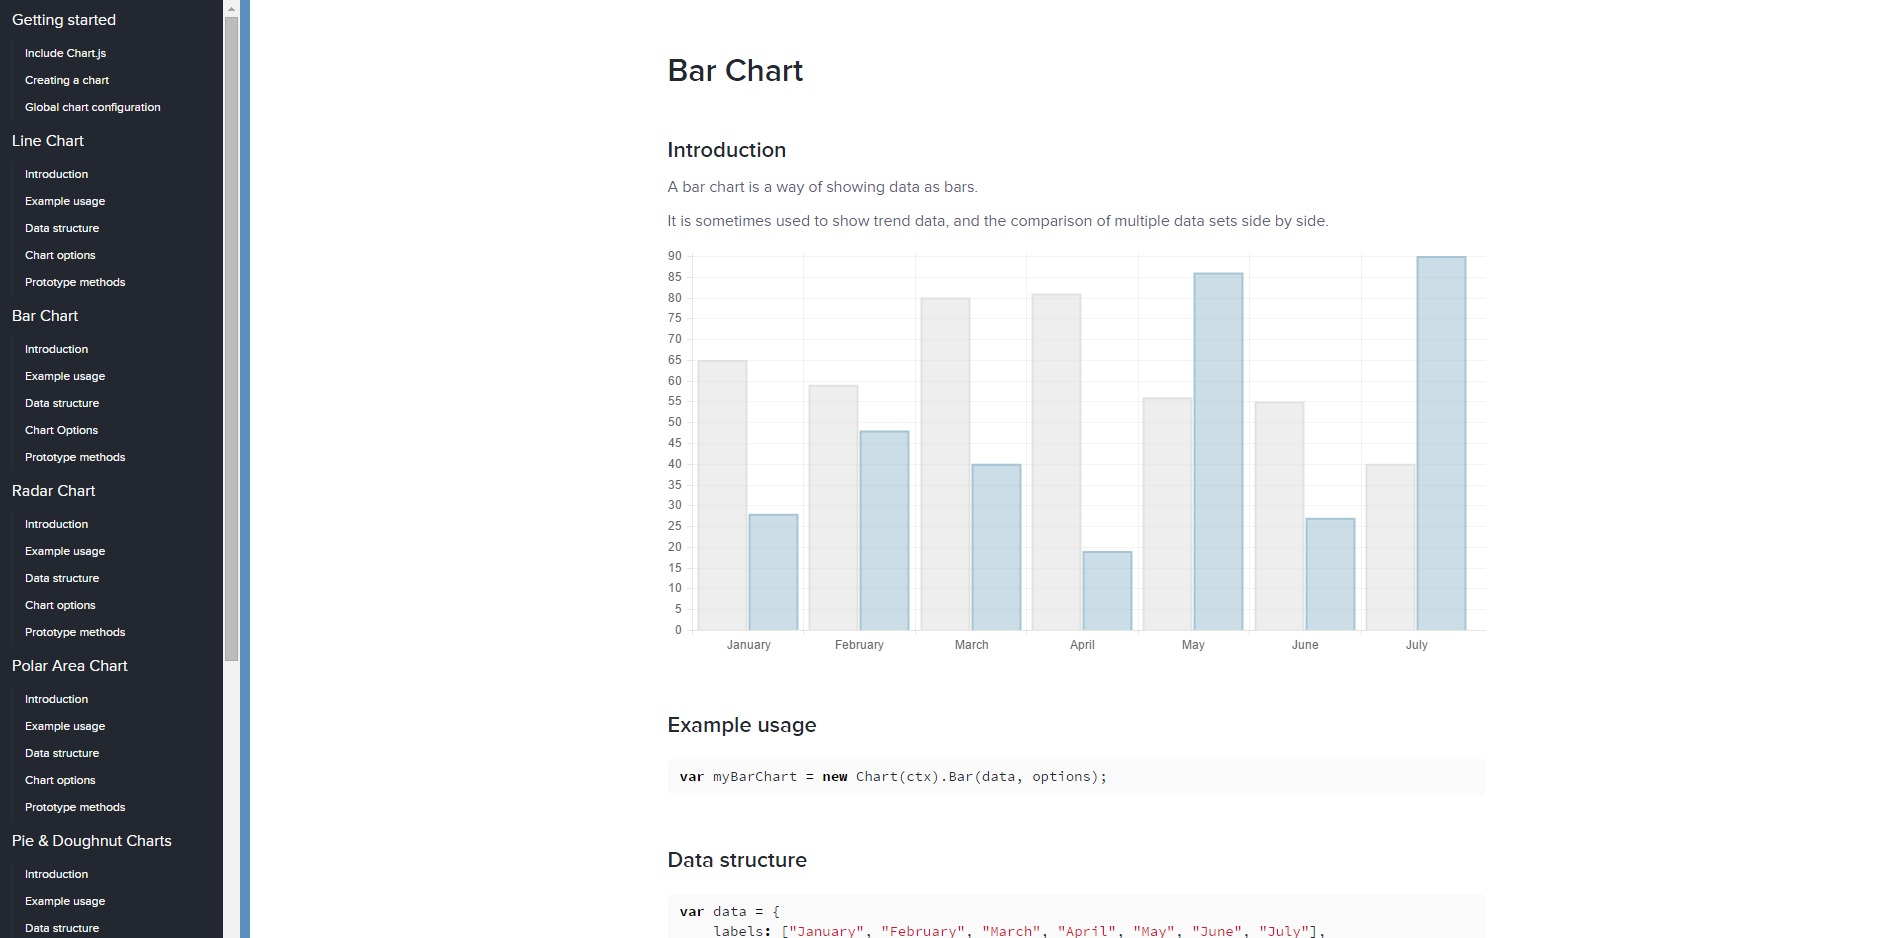 Getting started
Include Chart.js
Creating a chart
Global chart configuration
Line Chart
Introduction
Example usage
Data structure
Chart options
Prototype methods
Bar Chart
Introduction
Example usage
Data structure
Chart Options
Prototype methods
Radar Chart
Introduction
Example usage
Data structure
Chart options
Prototype methods
Polar Area Chart
Introduction
Example usage
Data structure
Chart options
Prototype methods
Pie & Doughnut Charts
Introduction
Example usage
Data structure
Bar Chart
Introduction
A bar chart is a way of showing data as bars.
It is sometimes used to show trend data, and the comparison of multiple data sets side by side.
90
85
80
75
70
65
60
55
50
45
40
35
30
25
20
15
10
5
0
January February March April May June July
Example usage
var myBarChart = new Chart(ctx).Bar(data, options);
Data structure
var data = {
labels: ["January", "February", "March", "April", "May", "June", "July"],